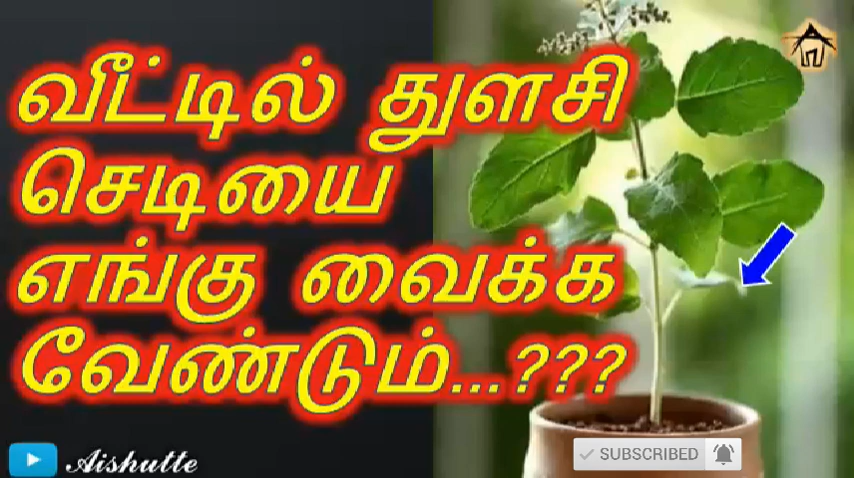 வீட்டில் துளசி
செடியை
எங்கு வைக்க
வேண்டும்...???
Aishutte
SUBSCRIBED